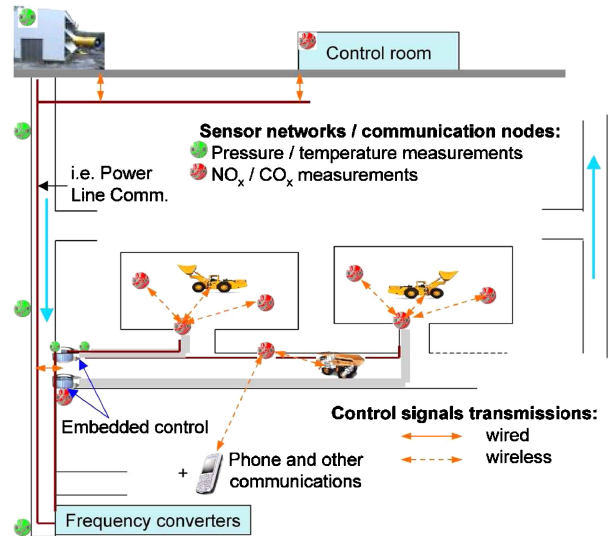 Control room
Sensor networks / communication nodes:
Pressure / temperature measurements
NOx / COx measurements
i.e. Power
Line Comm.
Embedded control
Control signals transmissions:
wired
wireless
+ Phone and other
communications
Frequency converters